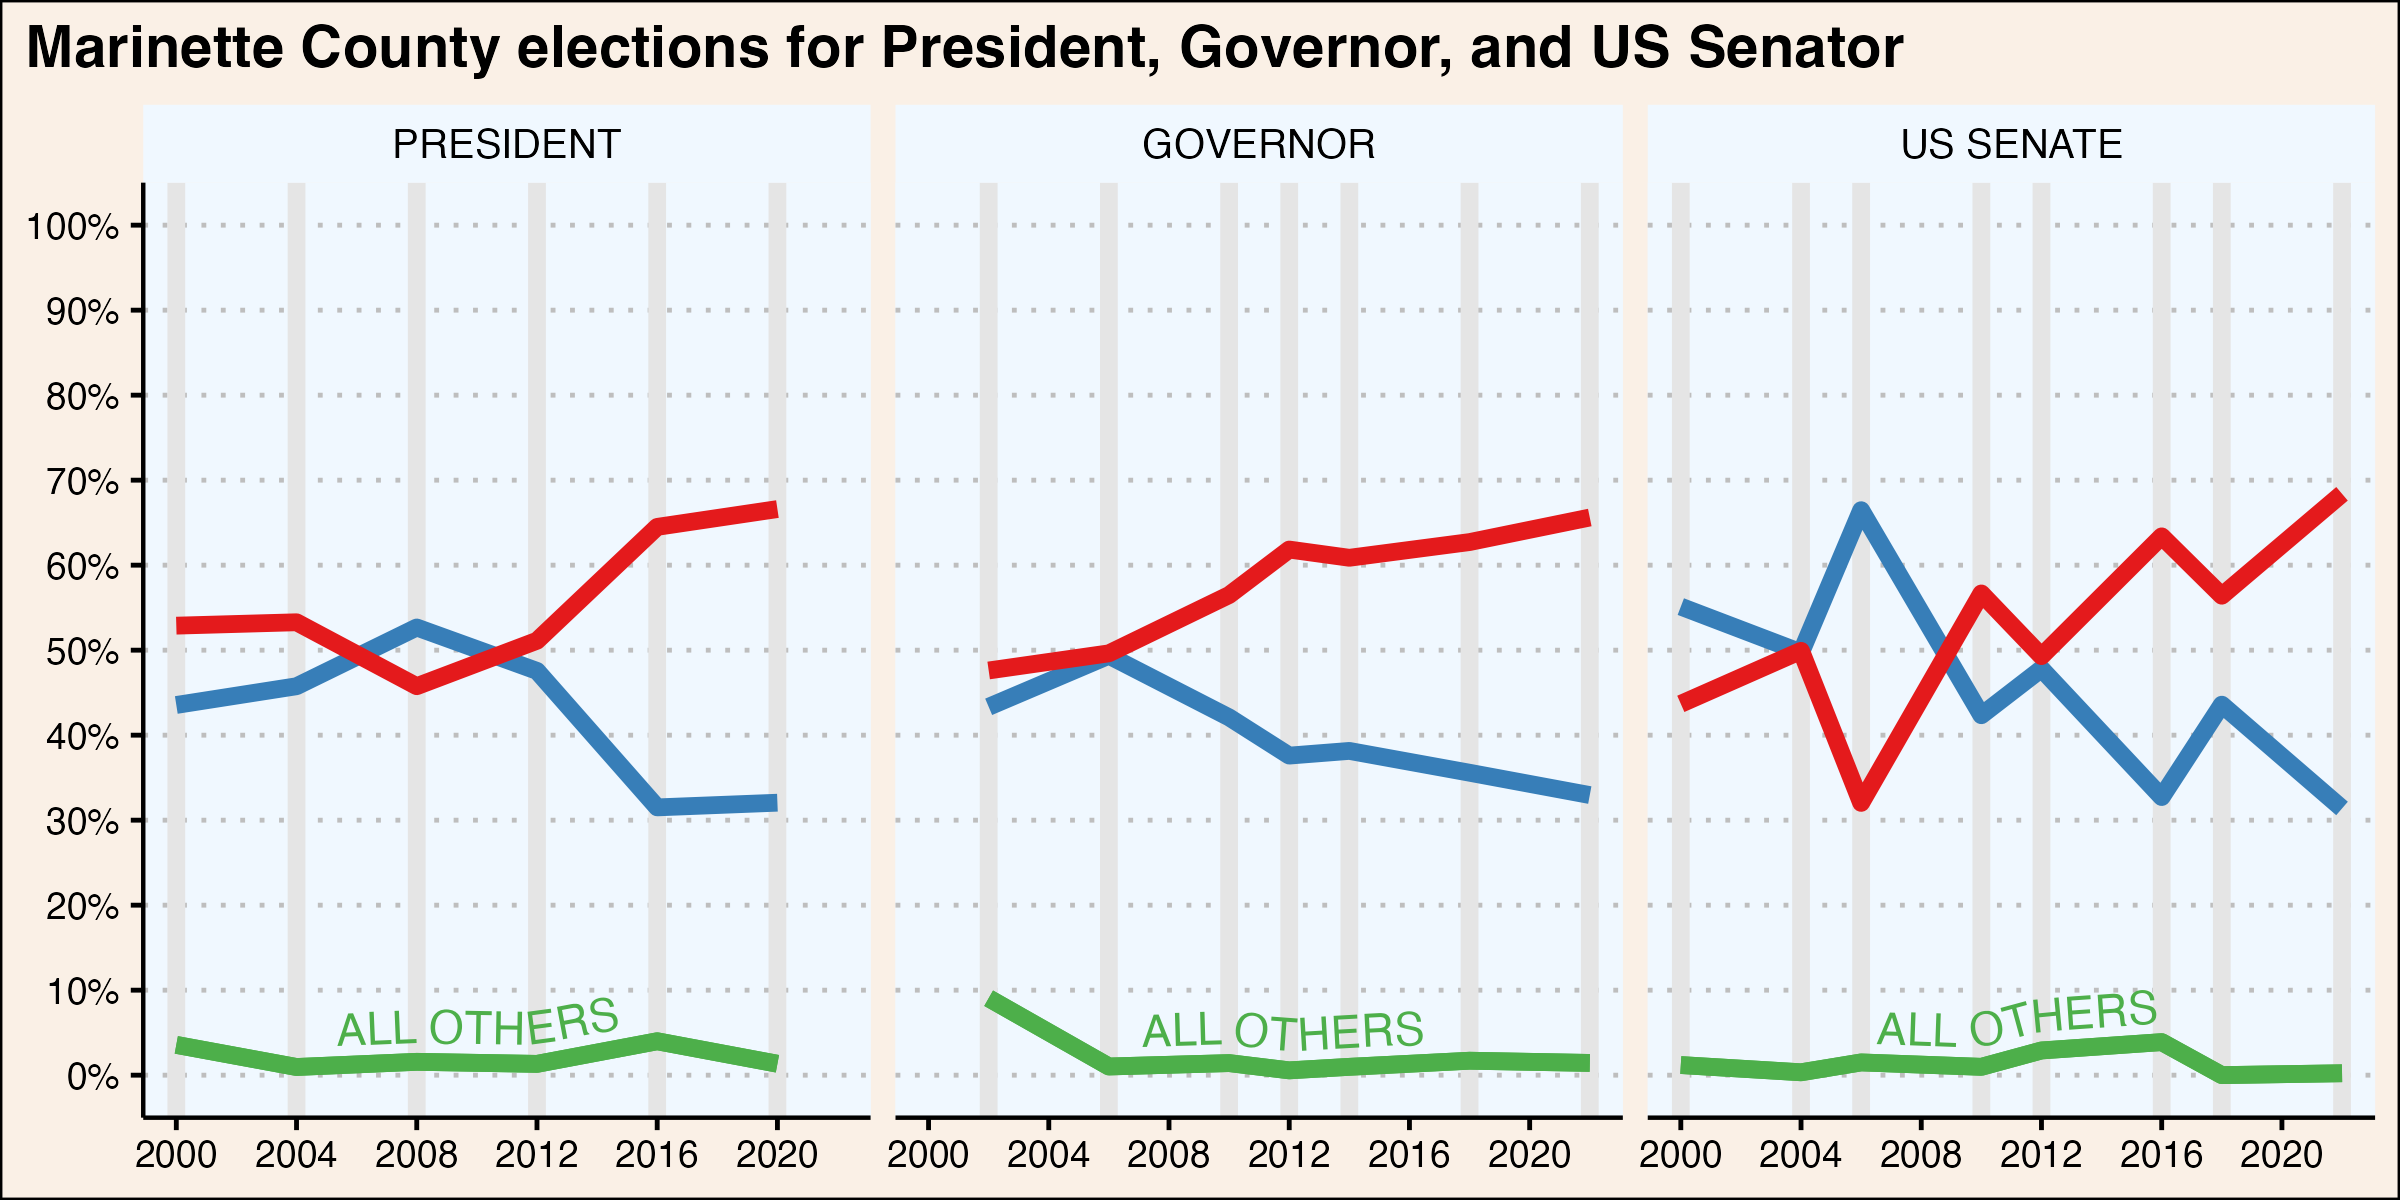 Marinette County elections for President, Governor, and US Senator
PRESIDENT GOVERNOR US SENATE
100%
90%
80%
70%
60%
50%
40%
30%
20%
10%
0%
ALL OTHERS ALL OTHERS ALL OTHERS
2000 2004 2008 2012 2016 2020 2000 2004 2008 2012 2016 2020 2000 2004 2008 2012 2016 2020